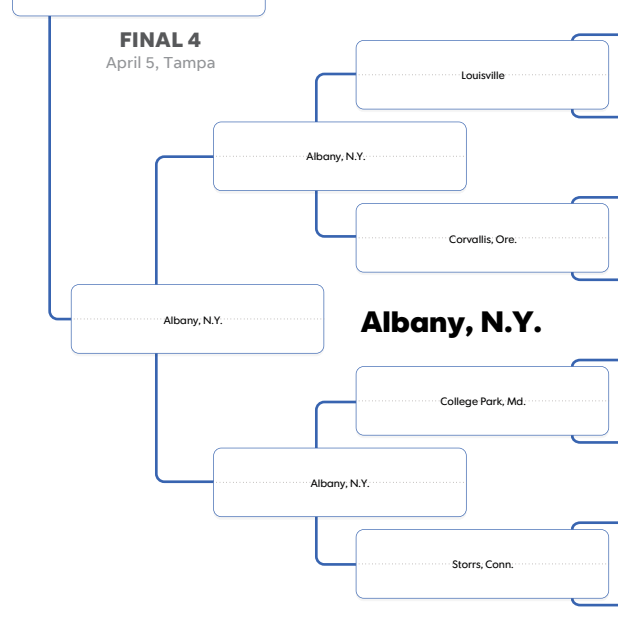 FINAL 4
April 5, Tampa
Louisville
Albany, N.Y.
Corvallis, Ore.
Albany, N.Y.
Albany, N.Y.
College Park, Md.
Albany, N.Y.
Storrs, Conn.